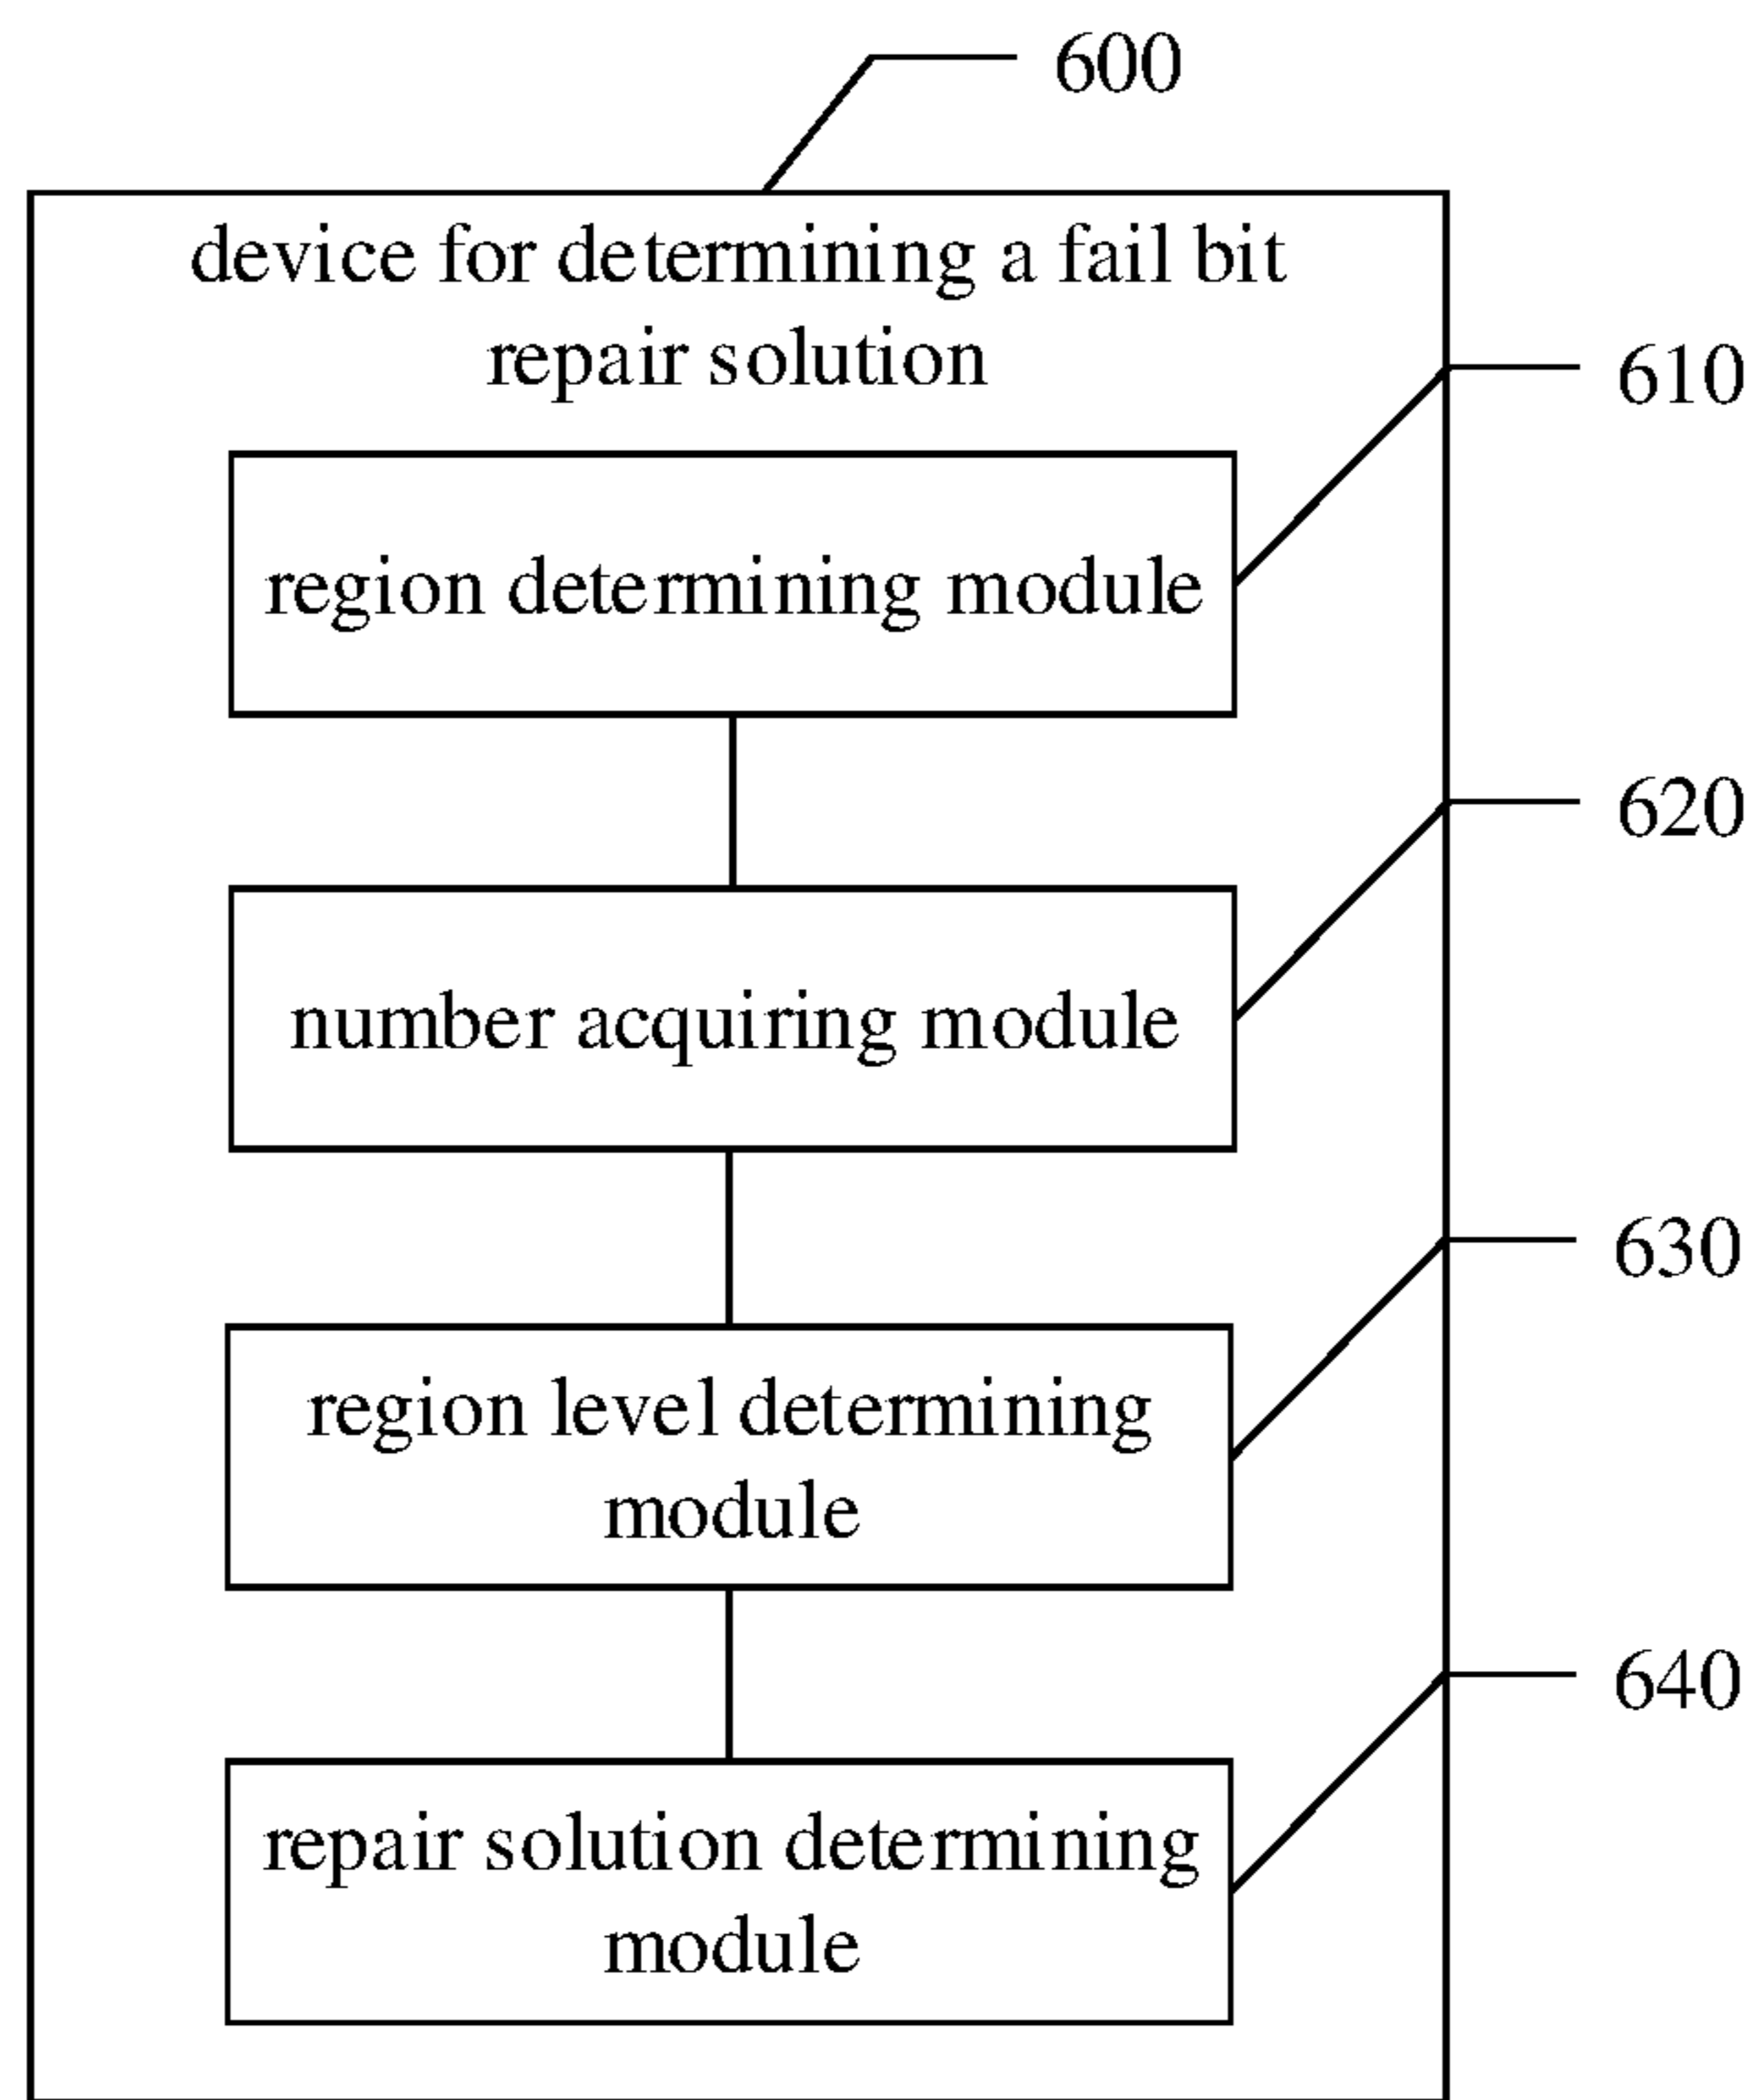 600
device for determining a fail bit
repair solution
610
region determining module
620
number acquiring module
630
region level determining
module
640
repair solution determining
module